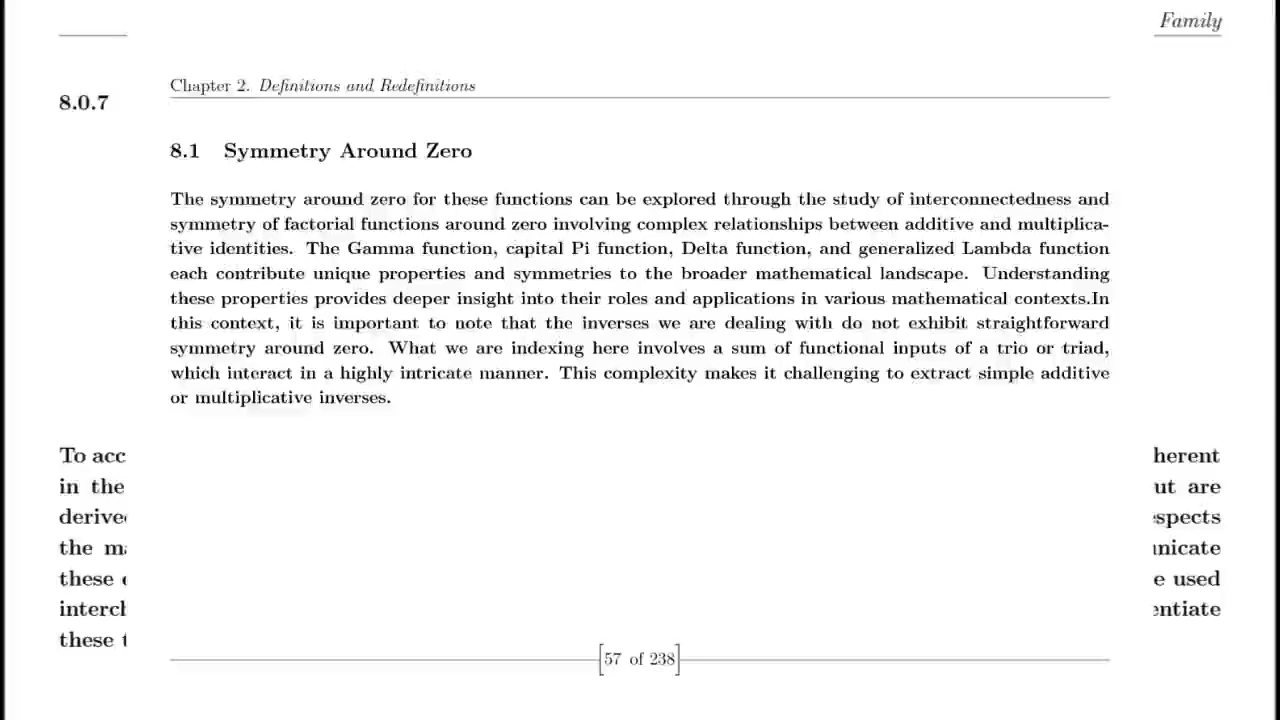 Family
Chapter 2. Definitions and Redefinitions
8.0.7
8.1 Symmetry Around Zero
The symmetry around zero for these functions can be explored through the study of interconnectedness and
symmetry of factorial functions around zero involving complex relationships between additive and multiplica-
tive identities. The Gamma function, capital Pi function, Delta function, and generalized Lambda function
each contribute unique properties and symmetries to the broader mathematical landscape. Understanding
these properties provides deeper insight into their roles and applications in various mathematical contexts.In
this context, it is important to note that the inverses we are dealing with do not exhibit straightforward
symmetry around zero. What we are indexing here involves a sum of functional inputs of a trio or triad,
which interact in a highly intricate manner. This complexity makes it challenging to extract simple additive
or multiplicative inverses.
To acc herent
in the ut are
derive spects
the m nicate
these e used
interch entiate
these t
[57 of 238]